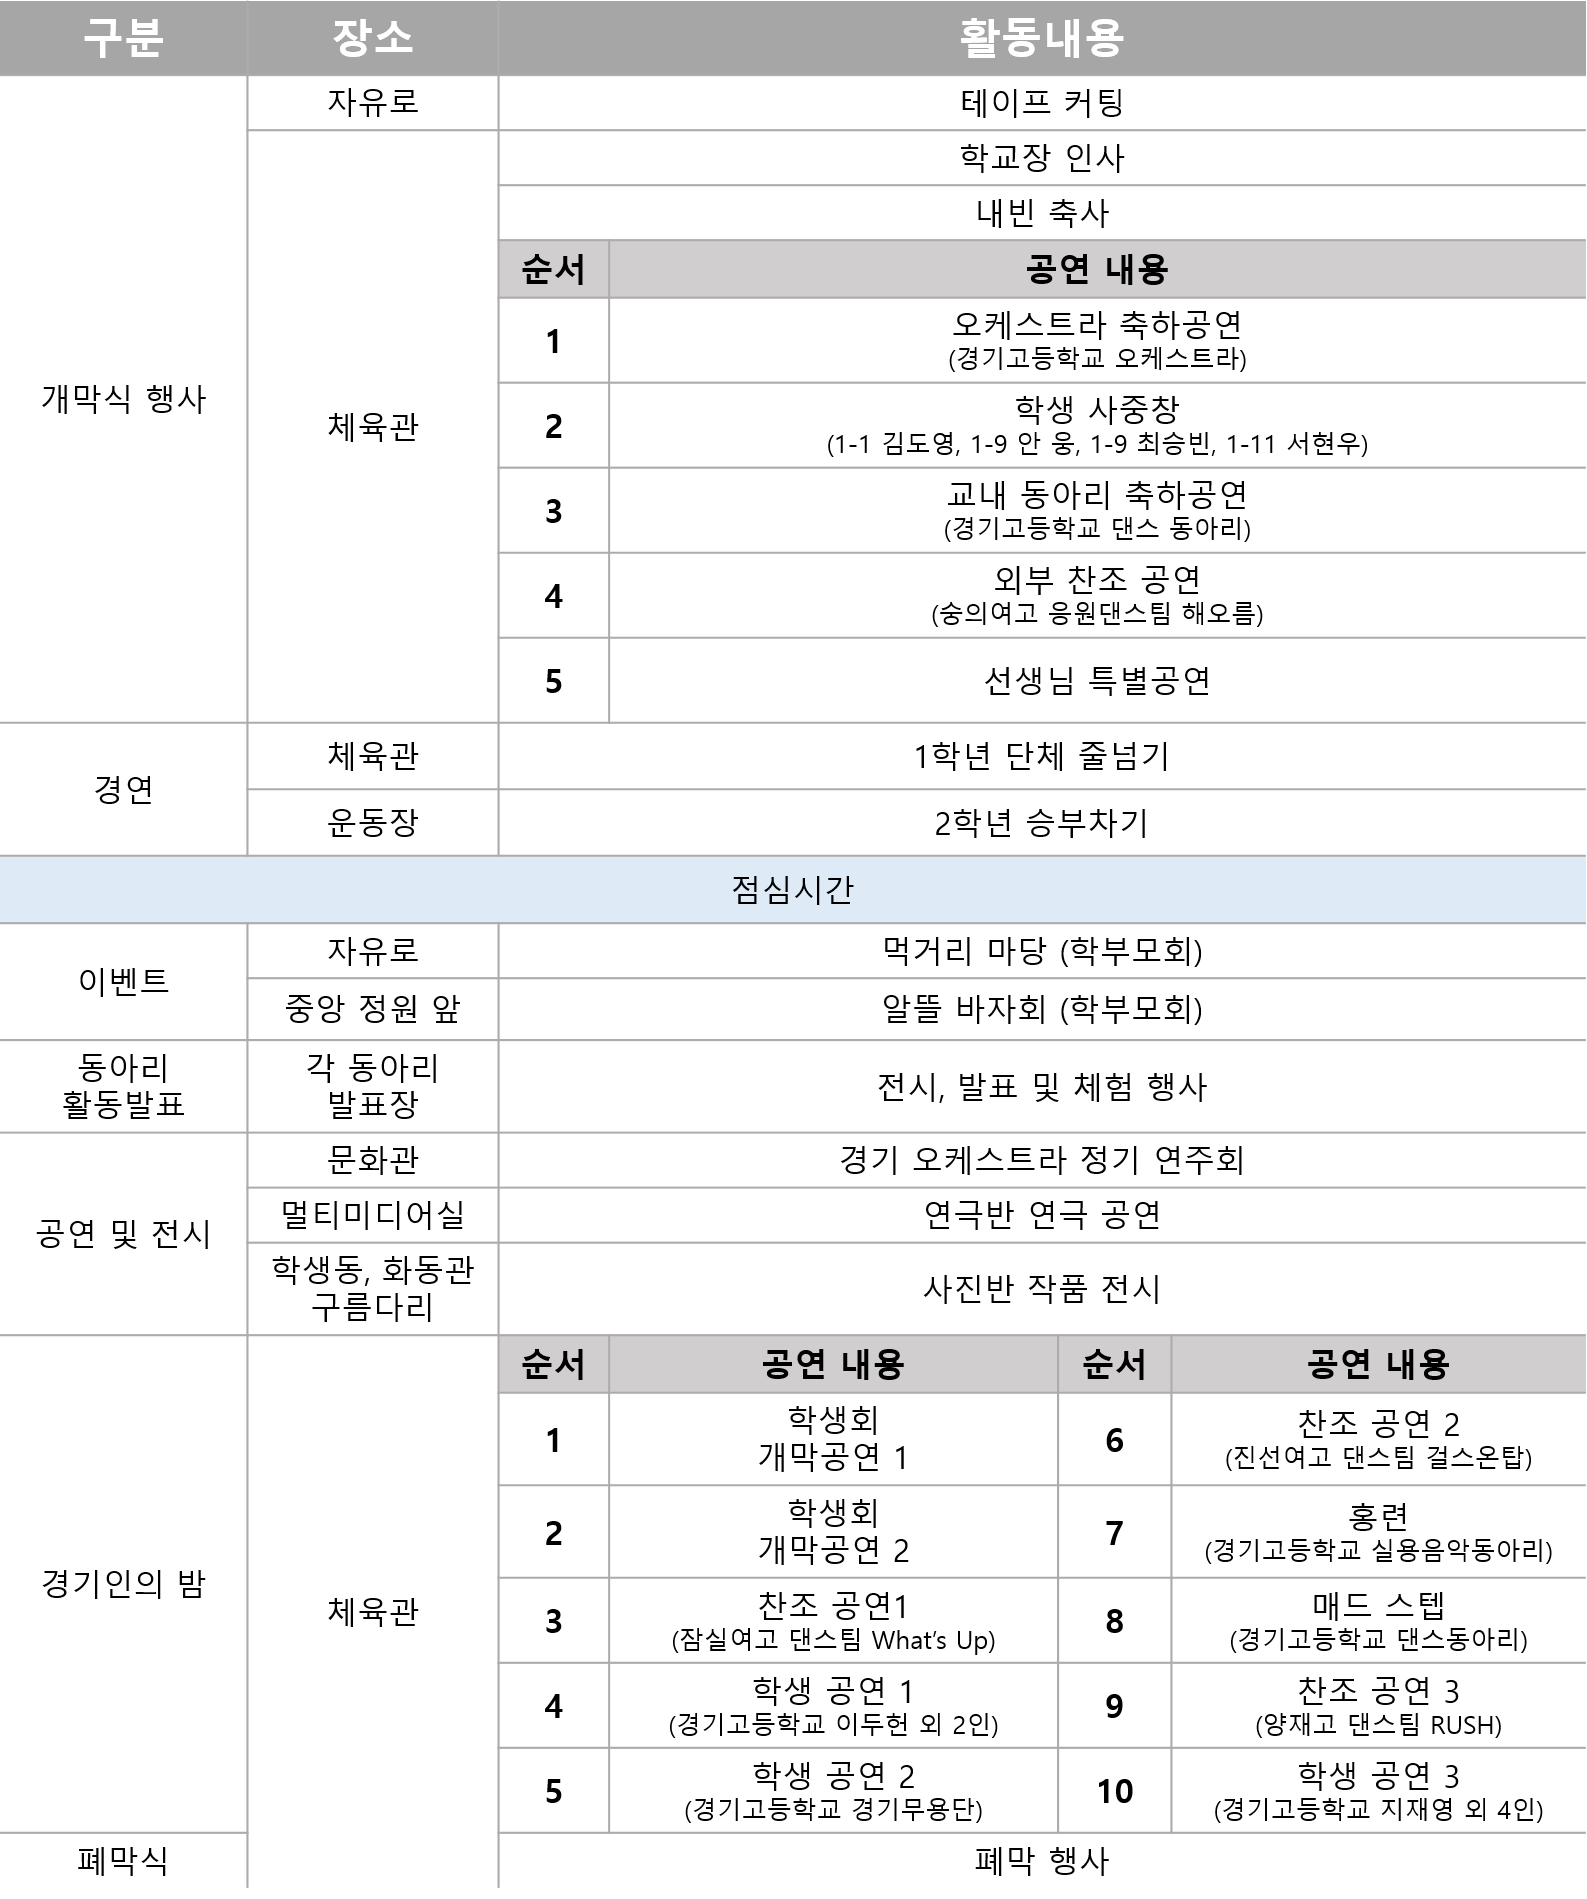 구분
장소
활동내용
개막식 행사
자유로
테이프 커팅
체육관
학교장 인사
내빈 축사
순서
공연 내용
1
오케스트라 축하공연
(경기고등학교 오케스트라)
2
학생 사중창
(1-1 김도영, 1-9 안 웅, 1-9 최승빈, 1-11 서현우)
3
교내 동아리 축하공연
(경기고등학교 댄스 동아리)
4
외부 찬조 공연
(숭의여고 응원댄스팀 해오름)
5
선생님 특별공연
경연
체육관
1학년 단체 줄넘기
운동장
2학년 승부차기
점심시간
이벤트
자유로
먹거리 마당 (학부모회)
중앙 정원 앞
알뜰 바자회 (학부모회)
동아리
활동발표
각 동아리
발표장
전시, 발표 및 체험 행사
공연 및 전시
문화관
경기 오케스트라 정기 연주회
멀티미디어실
연극반 연극 공연
학생동, 화동관
구름다리
사진반 작품 전시
경기인의 밤
체육관
순서
공연 내용
순서
공연 내용
1
학생회
개막공연 1
6
찬조 공연 2
(진선여고 댄스팀 걸스온탑)
2
학생회
개막공연 2
7
홍련
(경기고등학교 실용음악동아리)
3
찬조 공연1
(잠실여고 댄스팀 What's Up)
8
매드 스텝
(경기고등학교 댄스동아리)
4
학생 공연 1
(경기고등학교 이두헌 외 2인)
9
찬조 공연 3
(양재고 댄스팀 RUSH)
5
학생 공연 2
(경기고등학교 경기무용단)
10
학생 공연 3
(경기고등학교 지재영 외 4인)
폐막식
폐막 행사